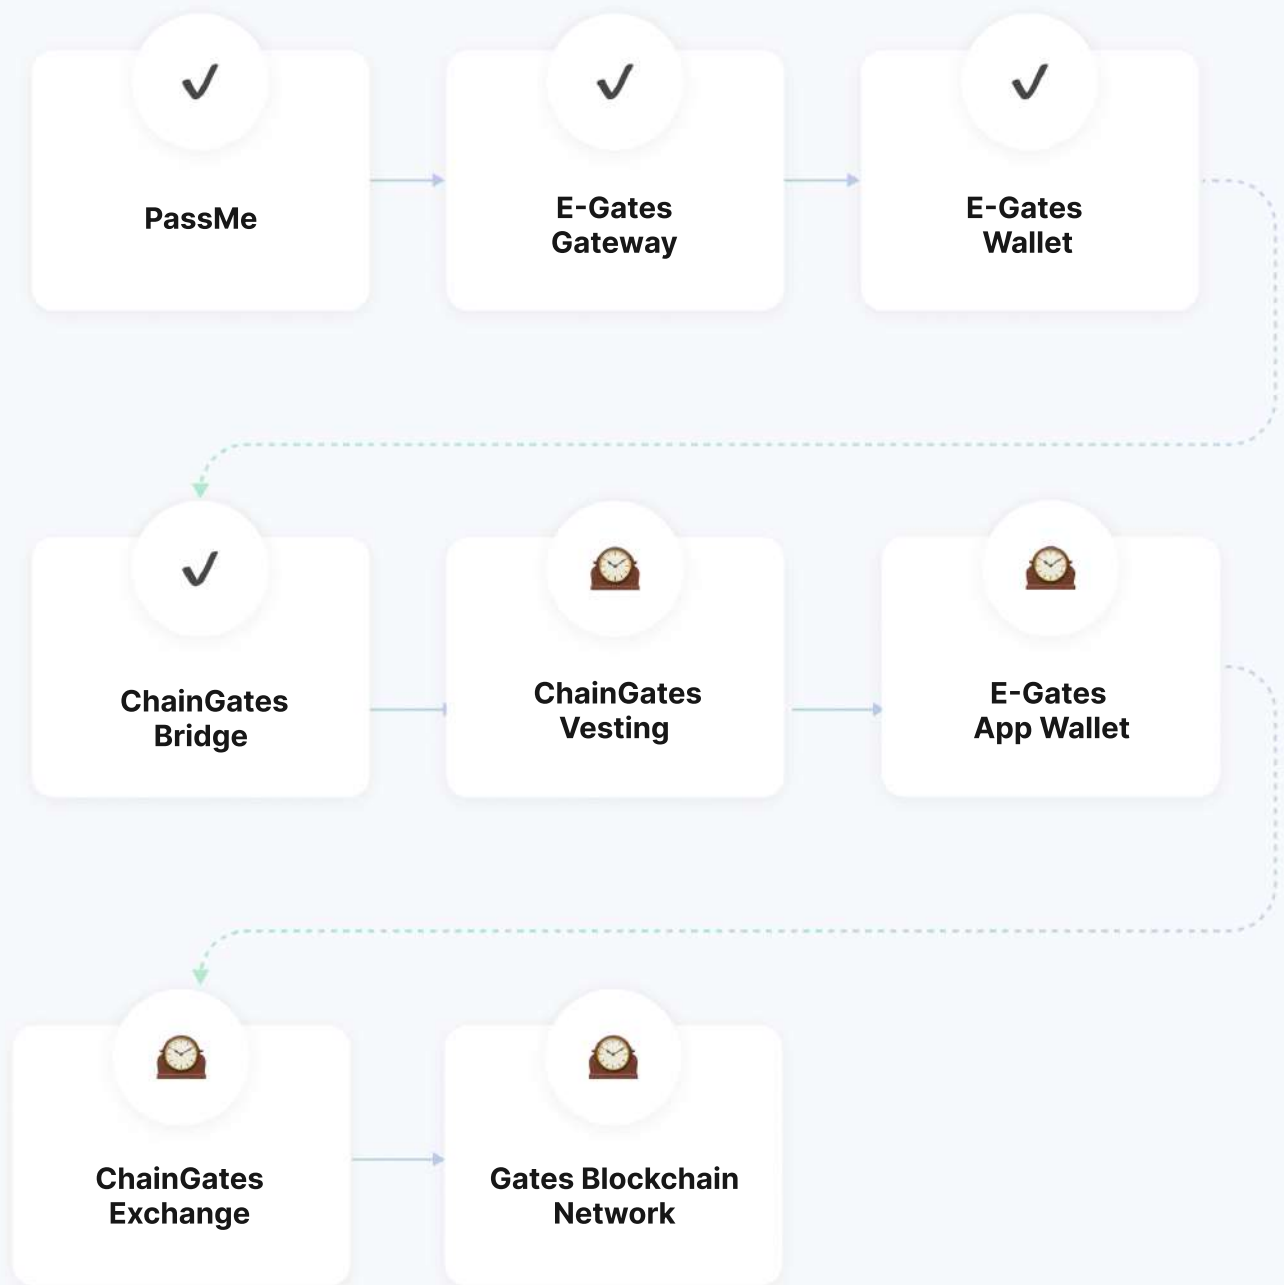 PassMe
E-Gates
Gateway
E-Gates
Wallet
ChainGates
Bridge
ChainGates
Vesting
E-Gates
App Wallet
ChainGates
Exchange
Gates Blockchain
Network